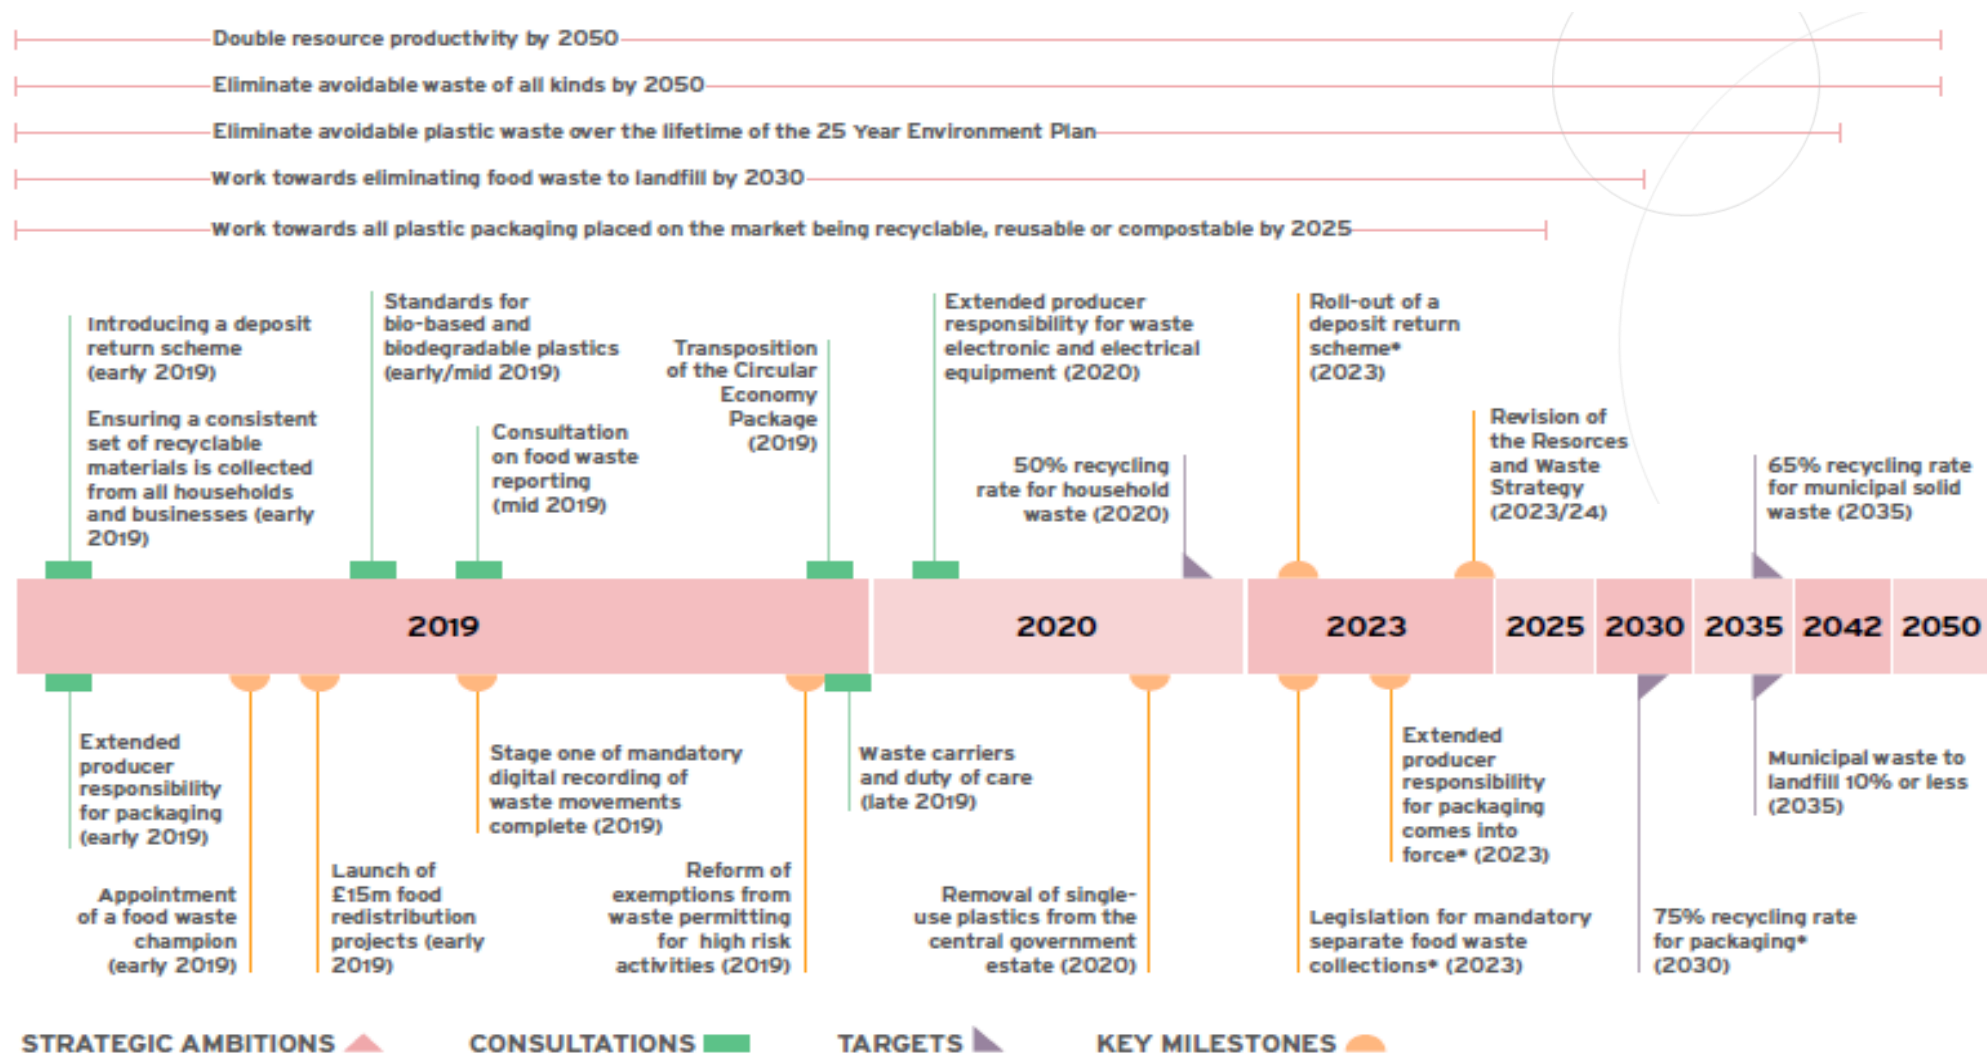 Double resource productivity by 2050
Eliminate avoidable waste of all kinds by 2050
Eliminate avoidable plastic waste over the lifetime of the 25 Year Environment Plan
Work towards eliminating food waste to landfill by 2030
Work towards all plastic packaging placed on the market being recyclable, reusable or compostable by 2025
Introducing a deposit
return scheme
(early 2019)
Ensuring a consistent
set of recyclable
materials is collected
from all households
and businesses (early
2019)
Standards for
bio-based and
biodegradable plastics
(early/mid 2019)
Consultation
on food waste
reporting
(mid 2019)
Transposition
of the Circular
Economy
Package
(2019)
Extended producer
responsibility for waste
electronic and electrical
equipment (2020)
50% recycling
rate for household
waste (2020)
Roll-out of a
deposit return
scheme*
(2023)
Revision of
the Resorces
and Waste
Strategy
(2023/24)
65% recycling rate
for municipal solid
waste (2035)
2019
2020
2023
2025
2030
2035
2042
2050
Extended
producer
responsibility
for packaging
(early 2019)
Appointment
of a food waste
champion
(early 2019)
Launch of
£15m food
redistribution
projects (early
2019)
Stage one of mandatory
digital recording of
waste movements
complete (2019)
Reform of
exemptions from
waste permitting
for high risk
activities (2019)
Waste carriers
and duty of care
(late 2019)
Removal of single-
use plastics from the
central government
estate (2020)
Legislation for mandatory
separate food waste
collections* (2023)
Extended
producer
responsibility
for packaging
comes into
force* (2023)
75% recycling rate
for packaging*
(2030)
Municipal waste to
landfill 10% or less
(2035)
STRATEGIC AMBITIONS
CONSULTATIONS
TARGETS
KEY MILESTONES